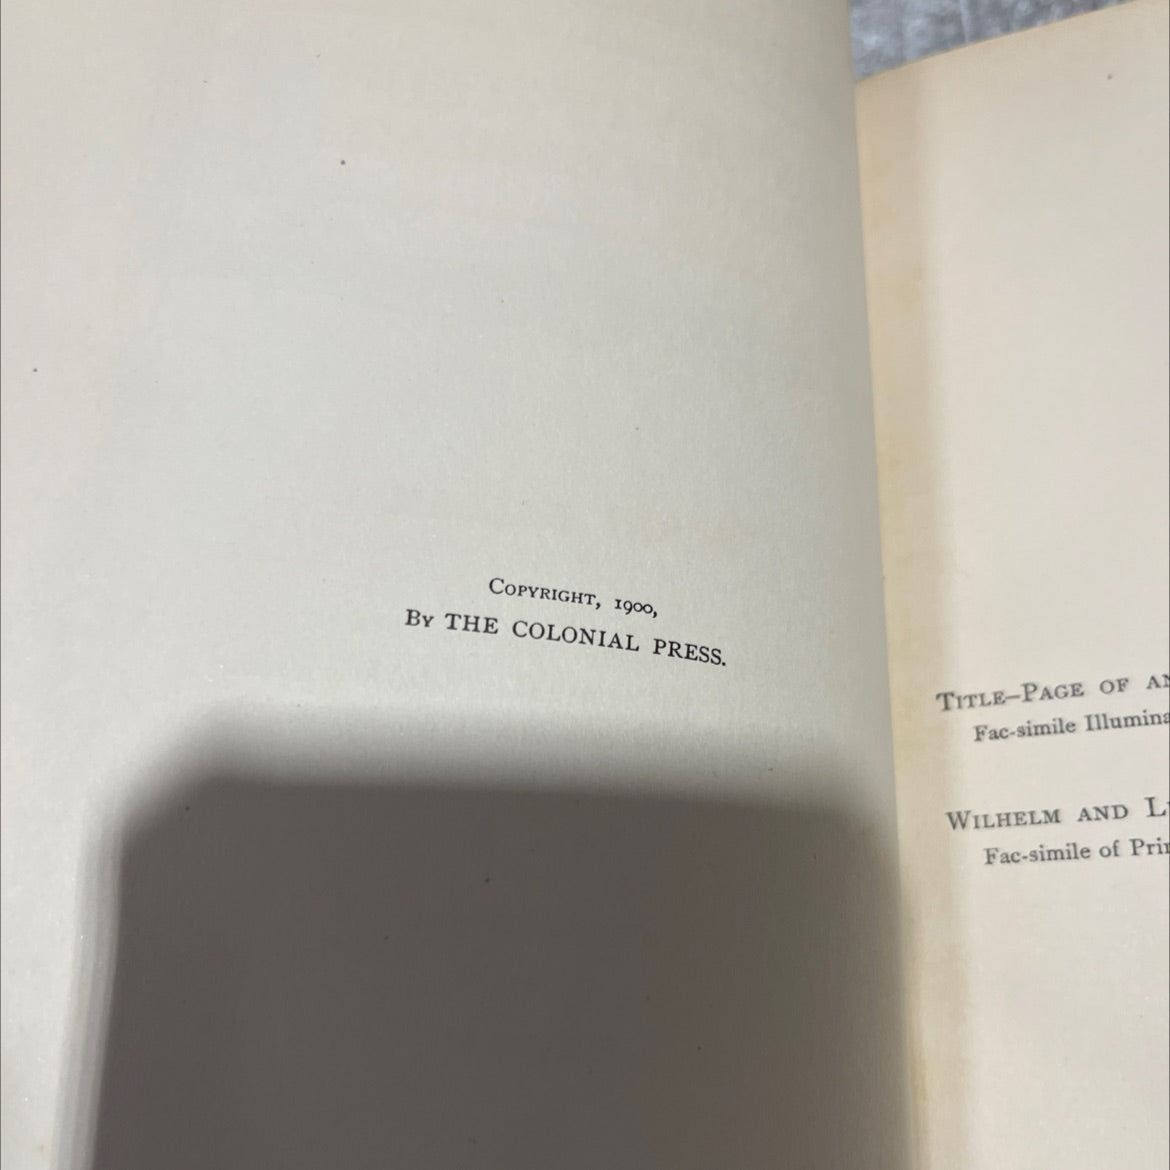 Copyright, 1900,
By THE COLONIAL PRESS.
Title–Page of
Fac-simile
Wilhelm and
Fac-simile of